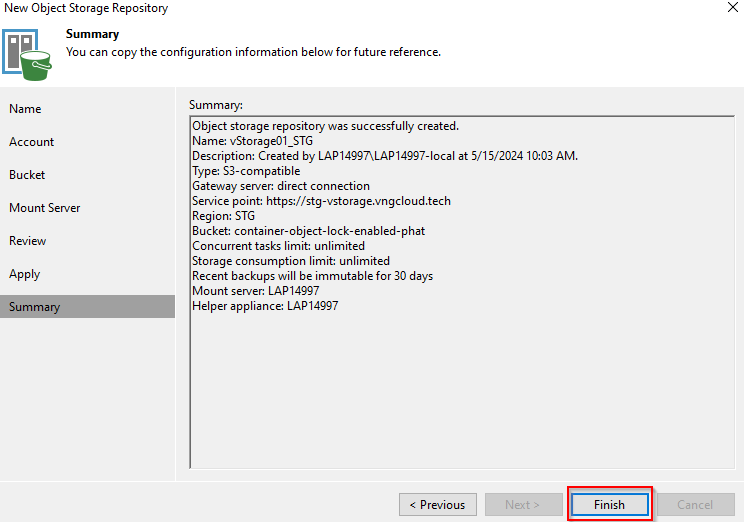 New Object Storage Repository
Summary
You can copy the configuration information below for future reference.
Name
Account
Bucket
Mount Server
Review
Apply
Summary
Summary:
Object storage repository was successfully created.
Name: vStorage01_STG
Description: Created by LAP14997\LAP14997-local at 5/15/2024 10:03 AM.
Type: S3-compatible
Gateway server: direct connection
Service point: https://stg-vstorage.vngcloud.tech
Region: STG
Bucket: container-object-lock-enabled-phat
Concurrent tasks limit: unlimited
Storage consumption limit: unlimited
Recent backups will be immutable for 30 days
Mount server: LAP14997
Helper appliance: LAP14997
< Previous
Next >
Finish
Cancel